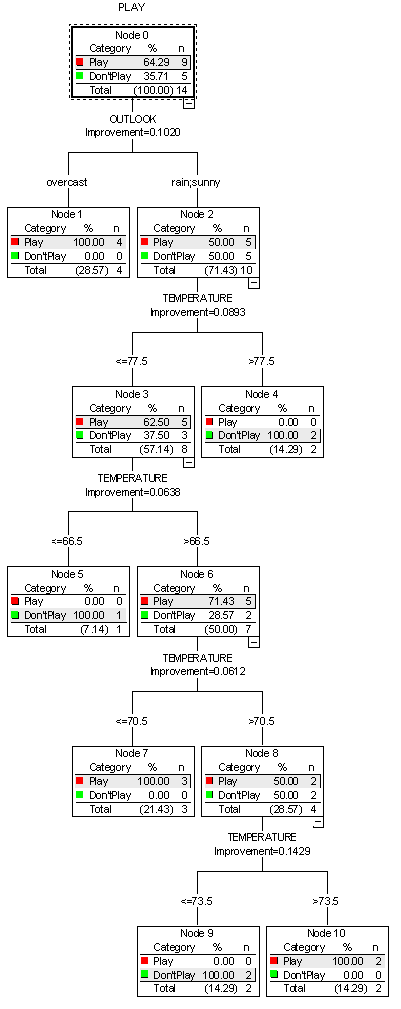 PLAY
Node 0
Category % n
Play 64.29 9
Don'tPlay 35.71 5
Total (100.00) 14
OUTLOOK
Improvement=0.1020
overcast
rain;sunny
Node 1
Category % n
Play 100.00 4
Don'tPlay 0.00 0
Total (28.57) 4
Node 2
Category % n
Play 50.00 5
Don'tPlay 50.00 5
Total (71.43) 10
TEMPERATURE
Improvement=0.0893
<=77.5
>77.5
Node 3
Category % n
Play 62.50 5
Don'tPlay 37.50 3
Total (57.14) 8
Node 4
Category % n
Play 0.00 0
Don'tPlay 100.00 2
Total (14.29) 2
TEMPERATURE
Improvement=0.0638
<=66.5
>66.5
Node 5
Category % n
Play 0.00 0
Don'tPlay 100.00 1
Total (7.14) 1
Node 6
Category % n
Play 71.43 5
Don'tPlay 28.57 2
Total (50.00) 7
TEMPERATURE
Improvement=0.0612
<=70.5
>70.5
Node 7
Category % n
Play 100.00 3
Don'tPlay 0.00 0
Total (21.43) 3
Node 8
Category % n
Play 50.00 2
Don'tPlay 50.00 2
Total (28.57) 4
TEMPERATURE
Improvement=0.1429
<=73.5
>73.5
Node 9
Category % n
Play 0.00 0
Don'tPlay 100.00 2
Total (14.29) 2
Node 10
Category % n
Play 100.00 2
Don'tPlay 0.00 0
Total (14.29) 2